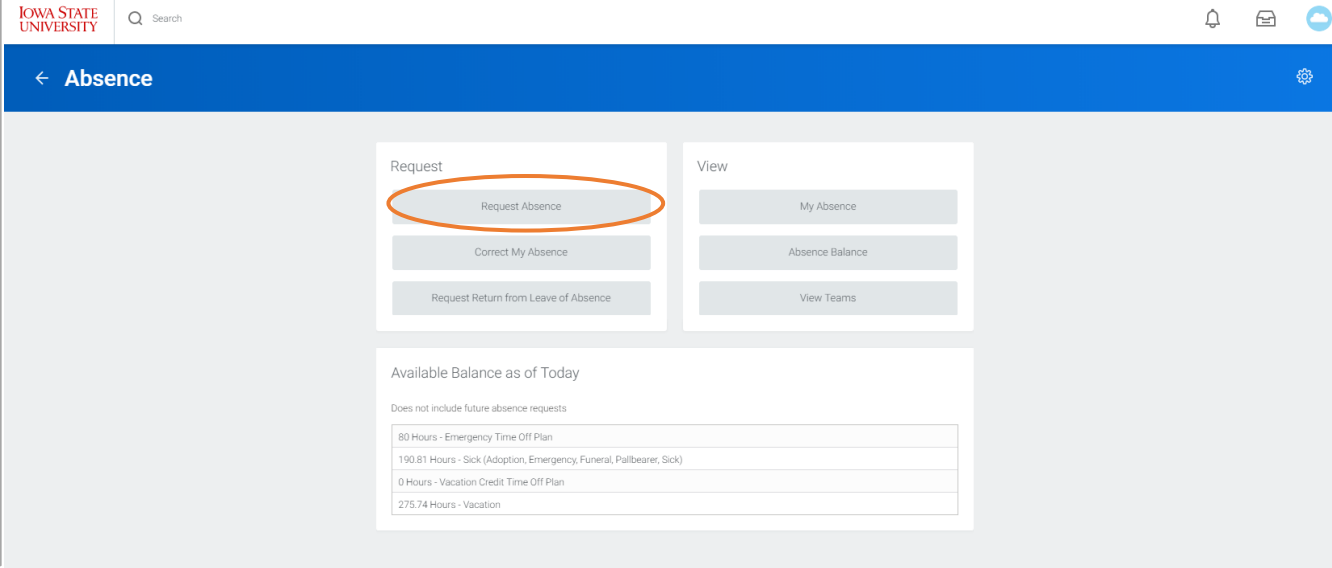 IOWA STATE
UNIVERSITY
Search
Absence
Request
Request Absence
Correct My Absence
Request Return from Leave of Absence
View
My Absence
Absence Balance
View Teams
Available Balance as of Today
Does not include future absence requests
80 Hours - Emergency Time Off Plan
190.81 Hours - Sick (Adoption, Emergency, Funeral, Pallbearer, Sick)
0 Hours - Vacation Credit Time Off Plan
275.74 Hours - Vacation